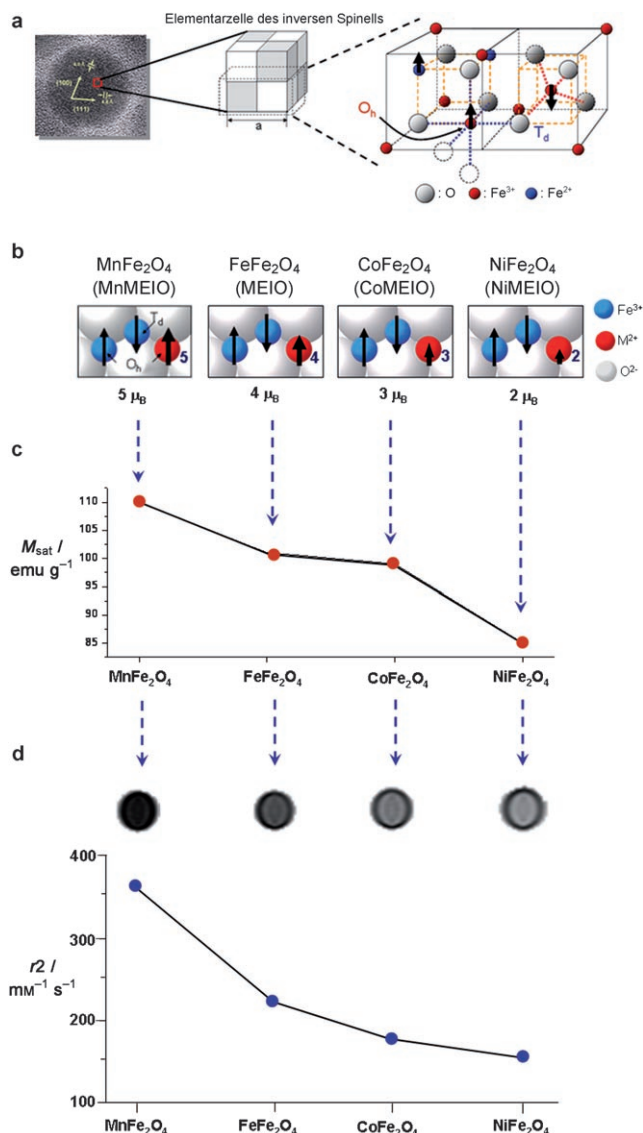 a
Elementarzelle des inversen Spinells
(100)
(111)
a
Oh
Td
: O : Fe3+ : Fe2+
b
MnFe2O4 FeFe2O4 CoFe2O4 NiFe2O4
(MnMEIO) (MEIO) (CoMEIO) (NiMEIO)
Td
Oh
5 4 3 2
Fe3+
M2+
O2-
5 μB 4 μB 3 μB 2 μB
c
110
105
100
95
90
85
Msat /
emu g−1
MnFe2O4 FeFe2O4 CoFe2O4 NiFe2O4
d
400
300
200
100
r2 /
mM−1 s−1
MnFe2O4 FeFe2O4 CoFe2O4 NiFe2O4